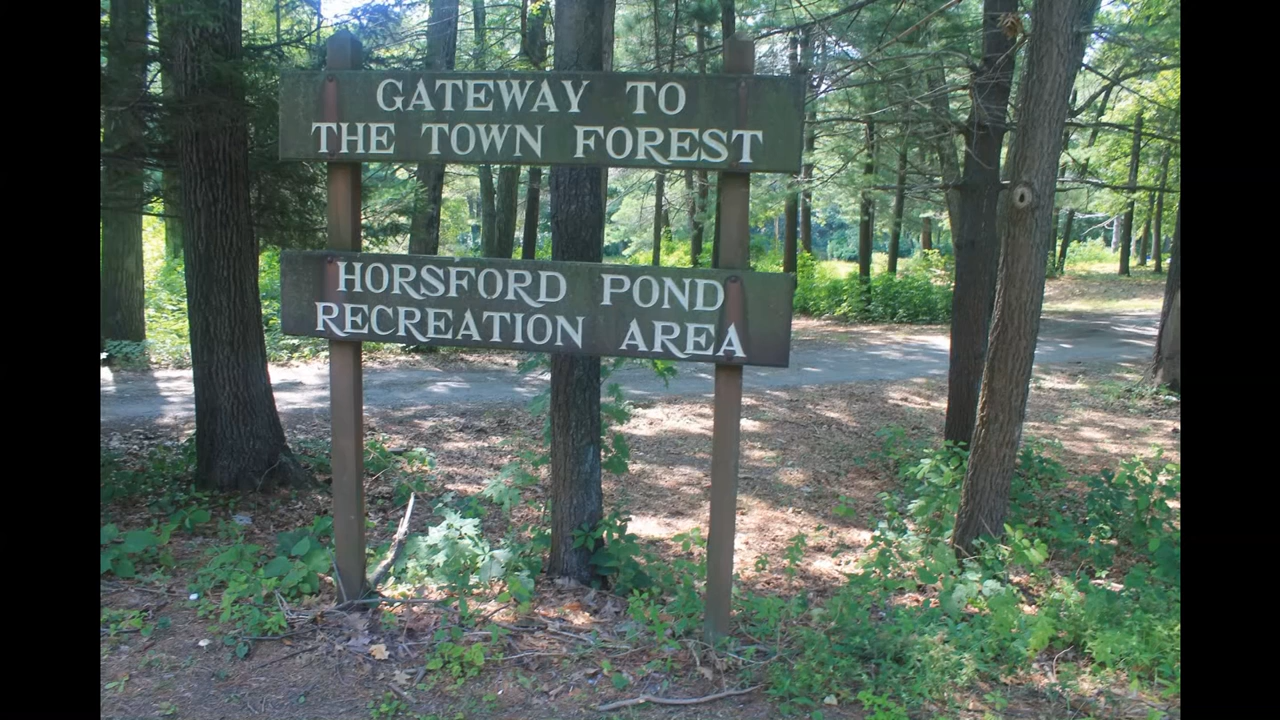 GATEWAY TO
THE TOWN FOREST
HORSFORD POND
RECREATION AREA